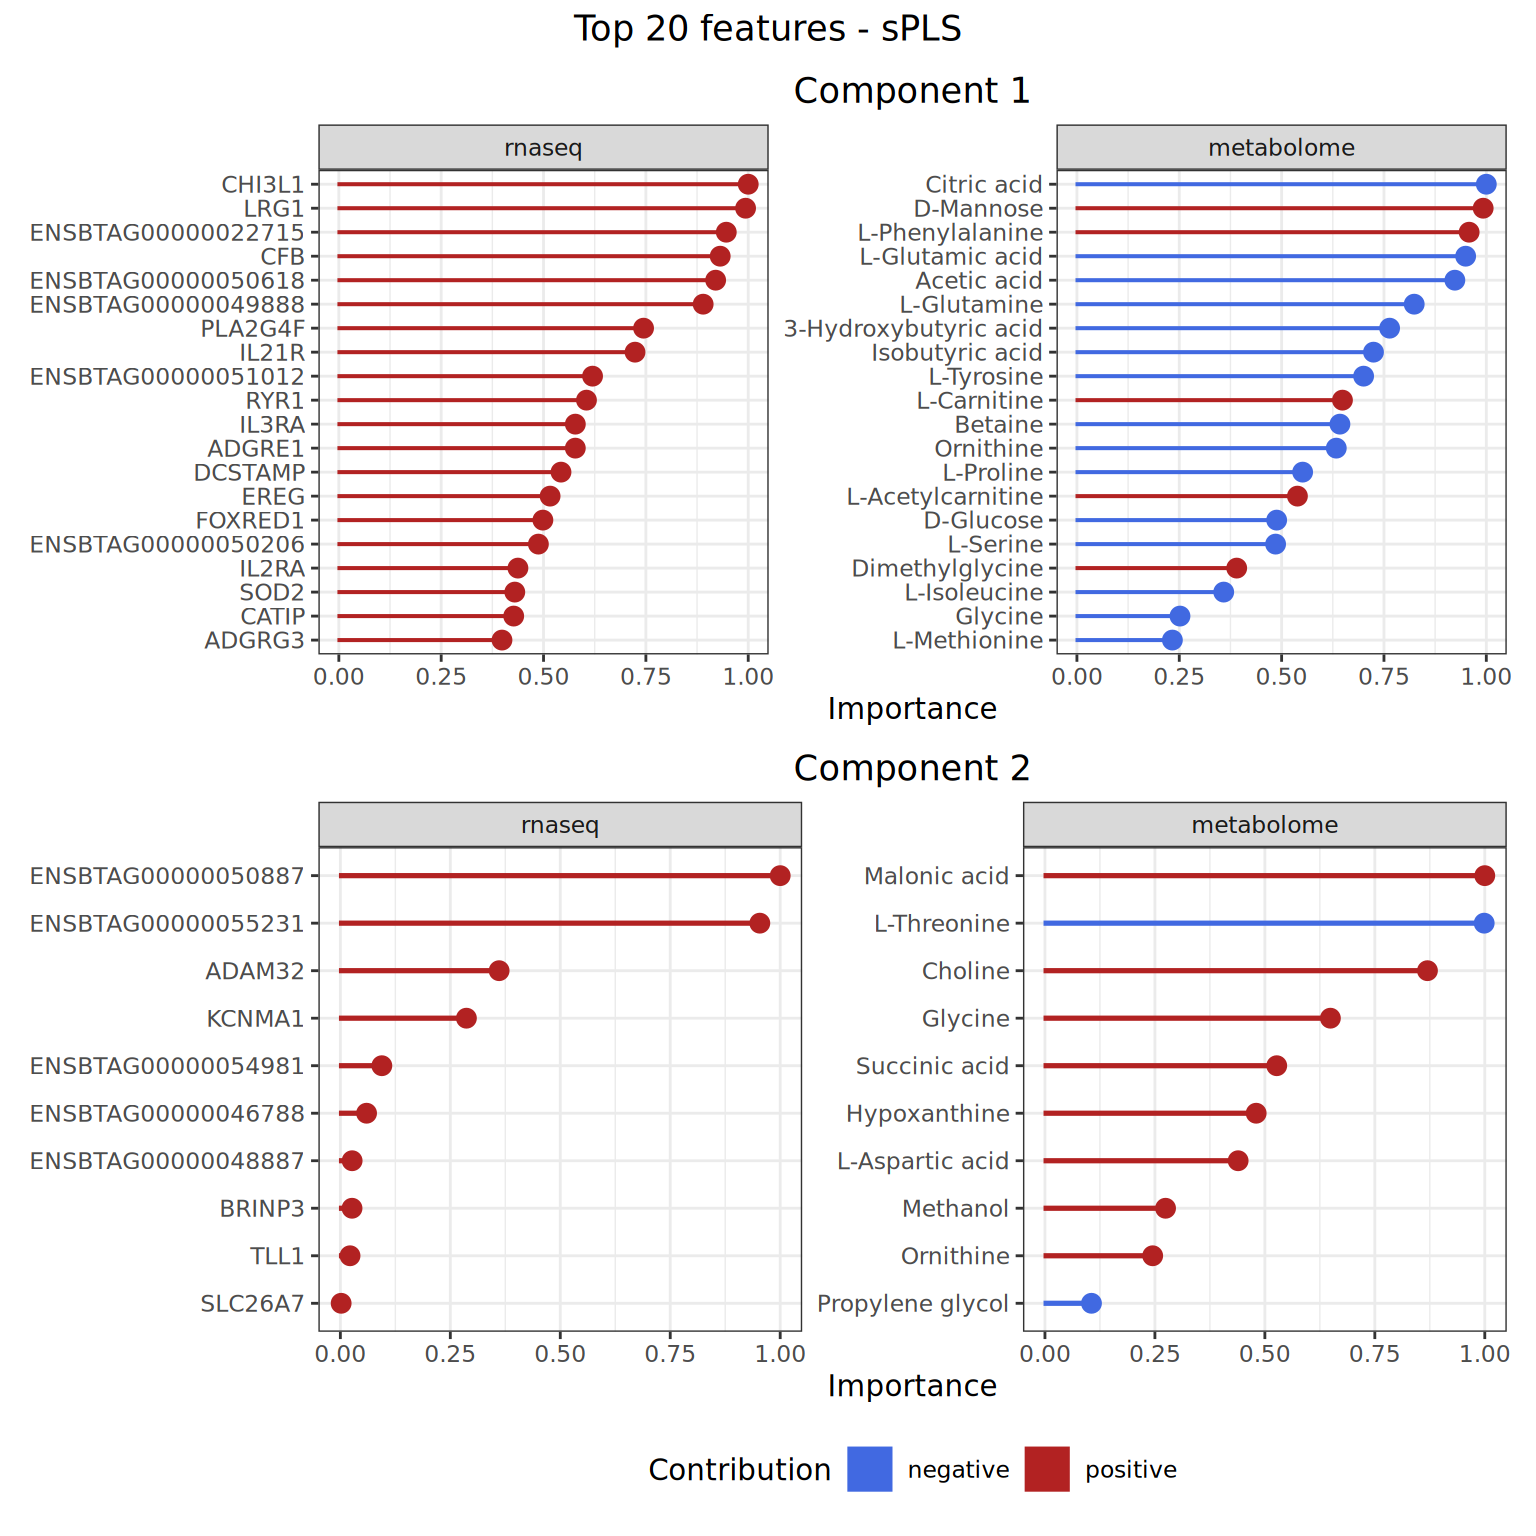 Top 20 features - sPLS
Component 1
rnaseq
CHI3L1
LRG1
ENSBTAG00000022715
CFB
ENSBTAG00000050618
ENSBTAG00000049888
PLA2G4F
IL21R
ENSBTAG00000051012
RYR1
IL3RA
ADGRE1
DCSTAMP
EREG
FOXRED1
ENSBTAG00000050206
IL2RA
SOD2
CATIP
ADGRG3
0.00 0.25 0.50 0.75 1.00
metabolome
Citric acid
D-Mannose
L-Phenylalanine
L-Glutamic acid
Acetic acid
L-Glutamine
3-Hydroxybutyric acid
Isobutyric acid
L-Tyrosine
L-Carnitine
Betaine
Ornithine
L-Proline
L-Acetylcarnitine
D-Glucose
L-Serine
Dimethylglycine
L-Isoleucine
Glycine
L-Methionine
0.00 0.25 0.50 0.75 1.00
Importance
Component 2
rnaseq
ENSBTAG00000050887
ENSBTAG00000055231
ADAM32
KCNMA1
ENSBTAG00000054981
ENSBTAG00000046788
ENSBTAG00000048887
BRINP3
TLL1
SLC26A7
0.00 0.25 0.50 0.75 1.00
metabolome
Malonic acid
L-Threonine
Choline
Glycine
Succinic acid
Hypoxanthine
L-Aspartic acid
Methanol
Ornithine
Propylene glycol
0.00 0.25 0.50 0.75 1.00
Importance
Contribution negative positive